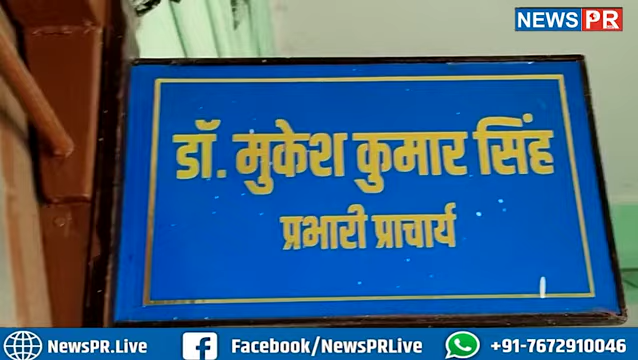 NEWS PR
डॉ. मुकेश कुमार सिंह
प्रभारी प्राचार्य
NewsPR.Live
Facebook/NewsPRLive
+91-7672910046